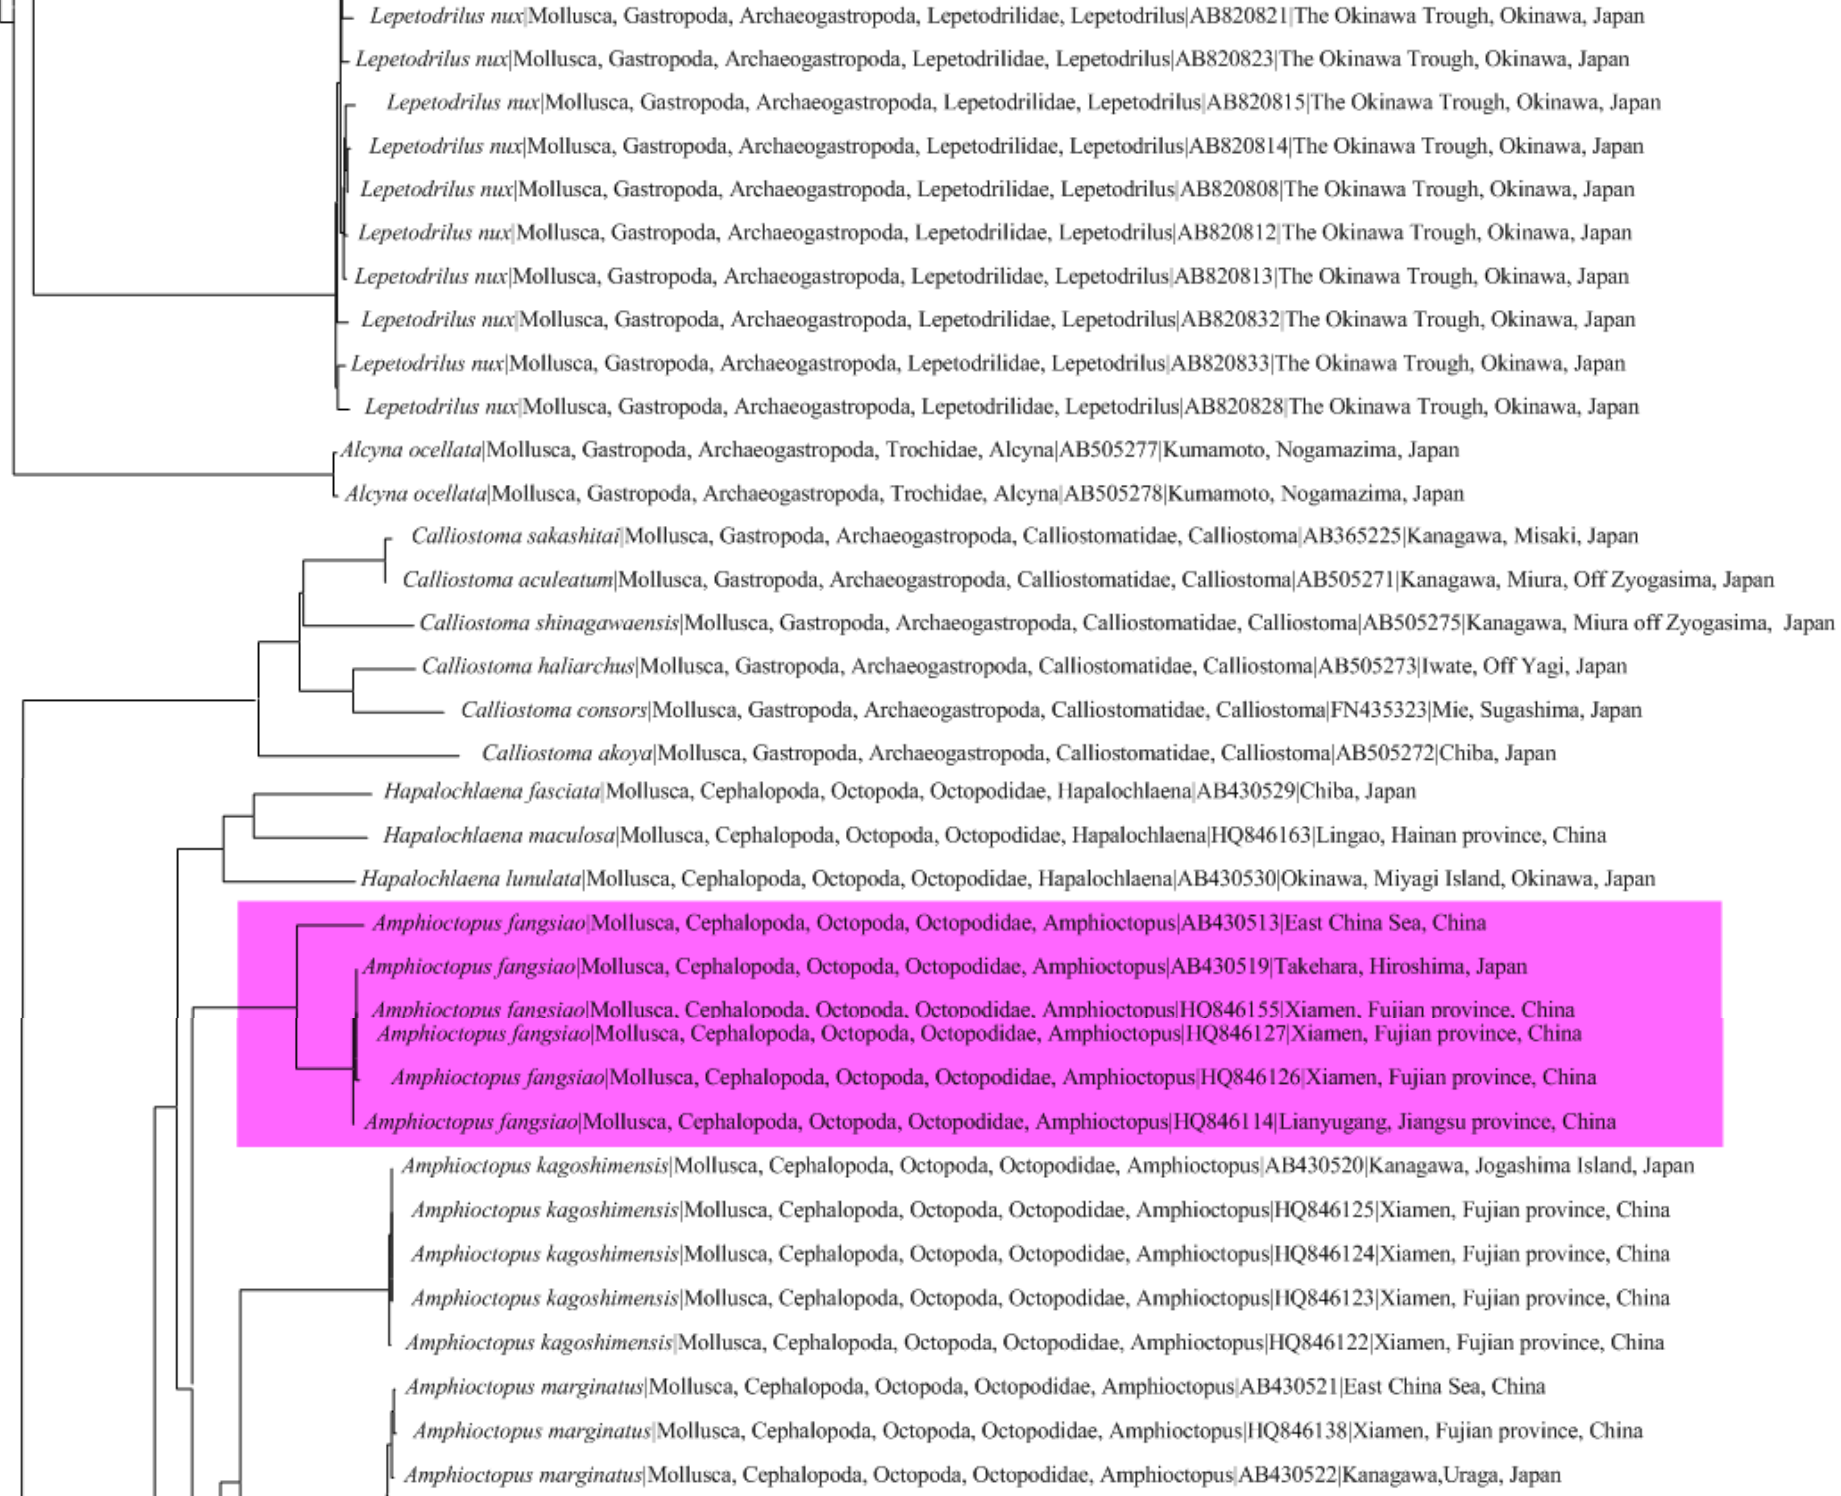 Lepetodrilus nux|Mollusca, Gastropoda, Archaeogastropoda, Lepetodrilidae, Lepetodrilus|AB820821|The Okinawa Trough, Okinawa, Japan
Lepetodrilus nux|Mollusca, Gastropoda, Archaeogastropoda, Lepetodrilidae, Lepetodrilus|AB820823|The Okinawa Trough, Okinawa, Japan
Lepetodrilus nux|Mollusca, Gastropoda, Archaeogastropoda, Lepetodrilidae, Lepetodrilus|AB820815|The Okinawa Trough, Okinawa, Japan
Lepetodrilus nux|Mollusca, Gastropoda, Archaeogastropoda, Lepetodrilidae, Lepetodrilus|AB820814|The Okinawa Trough, Okinawa, Japan
Lepetodrilus nux|Mollusca, Gastropoda, Archaeogastropoda, Lepetodrilidae, Lepetodrilus|AB820808|The Okinawa Trough, Okinawa, Japan
Lepetodrilus nux|Mollusca, Gastropoda, Archaeogastropoda, Lepetodrilidae, Lepetodrilus|AB820812|The Okinawa Trough, Okinawa, Japan
Lepetodrilus nux|Mollusca, Gastropoda, Archaeogastropoda, Lepetodrilidae, Lepetodrilus|AB820813|The Okinawa Trough, Okinawa, Japan
Lepetodrilus nux|Mollusca, Gastropoda, Archaeogastropoda, Lepetodrilidae, Lepetodrilus|AB820832|The Okinawa Trough, Okinawa, Japan
Lepetodrilus nux|Mollusca, Gastropoda, Archaeogastropoda, Lepetodrilidae, Lepetodrilus|AB820833|The Okinawa Trough, Okinawa, Japan
Lepetodrilus nux|Mollusca, Gastropoda, Archaeogastropoda, Lepetodrilidae, Lepetodrilus|AB820828|The Okinawa Trough, Okinawa, Japan
Alcyna ocellata|Mollusca, Gastropoda, Archaeogastropoda, Trochidae, Alcyna|AB505277|Kumamoto, Nogamazima, Japan
Alcyna ocellata|Mollusca, Gastropoda, Archaeogastropoda, Trochidae, Alcyna|AB505278|Kumamoto, Nogamazima, Japan
Calliostoma sakashitai|Mollusca, Gastropoda, Archaeogastropoda, Calliostomatidae, Calliostoma|AB365225|Kanagawa, Misaki, Japan
Calliostoma aculeatum|Mollusca, Gastropoda, Archaeogastropoda, Calliostomatidae, Calliostoma|AB505271|Kanagawa, Miura, Off Zyogasima, Japan
Calliostoma shinagawaensis|Mollusca, Gastropoda, Archaeogastropoda, Calliostomatidae, Calliostoma|AB505275|Kanagawa, Miura off Zyogasima, Japan
Calliostoma haliarchus|Mollusca, Gastropoda, Archaeogastropoda, Calliostomatidae, Calliostoma|AB505273|Iwate, Off Yagi, Japan
Calliostoma consors|Mollusca, Gastropoda, Archaeogastropoda, Calliostomatidae, Calliostoma|FN435323|Mie, Sugashima, Japan
Calliostoma akoya|Mollusca, Gastropoda, Archaeogastropoda, Calliostomatidae, Calliostoma|AB505272|Chiba, Japan
Hapalochlaena fasciata|Mollusca, Cephalopoda, Octopoda, Octopodidae, Hapalochlaena|AB430529|Chiba, Japan
Hapalochlaena maculosa|Mollusca, Cephalopoda, Octopoda, Octopodidae, Hapalochlaena|HQ846163|Lingao, Hainan province, China
Hapalochlaena lunulata|Mollusca, Cephalopoda, Octopoda, Octopodidae, Hapalochlaena|AB430530|Okinawa, Miyagi Island, Okinawa, Japan
Amphioctopus fangsiao|Mollusca, Cephalopoda, Octopoda, Octopodidae, Amphioctopus|AB430513|East China Sea, China
Amphioctopus fangsiao|Mollusca, Cephalopoda, Octopoda, Octopodidae, Amphioctopus|AB430519|Takehara, Hiroshima, Japan
Amphioctopus fangsiao|Mollusca, Cephalopoda, Octopoda, Octopodidae, Amphioctopus|HQ846155|Xiamen, Fujian province, China
Amphioctopus fangsiao|Mollusca, Cephalopoda, Octopoda, Octopodidae, Amphioctopus|HQ846127|Xiamen, Fujian province, China
Amphioctopus fangsiao|Mollusca, Cephalopoda, Octopoda, Octopodidae, Amphioctopus|HQ846126|Xiamen, Fujian province, China
Amphioctopus fangsiao|Mollusca, Cephalopoda, Octopoda, Octopodidae, Amphioctopus|HQ846114|Lianyugang, Jiangsu province, China
Amphioctopus kagoshimensis|Mollusca, Cephalopoda, Octopoda, Octopodidae, Amphioctopus|AB430520|Kanagawa, Jogashima Island, Japan
Amphioctopus kagoshimensis|Mollusca, Cephalopoda, Octopoda, Octopodidae, Amphioctopus|HQ846125|Xiamen, Fujian province, China
Amphioctopus kagoshimensis|Mollusca, Cephalopoda, Octopoda, Octopodidae, Amphioctopus|HQ846124|Xiamen, Fujian province, China
Amphioctopus kagoshimensis|Mollusca, Cephalopoda, Octopoda, Octopodidae, Amphioctopus|HQ846123|Xiamen, Fujian province, China
Amphioctopus kagoshimensis|Mollusca, Cephalopoda, Octopoda, Octopodidae, Amphioctopus|HQ846122|Xiamen, Fujian province, China
Amphioctopus marginatus|Mollusca, Cephalopoda, Octopoda, Octopodidae, Amphioctopus|AB430521|East China Sea, China
Amphioctopus marginatus|Mollusca, Cephalopoda, Octopoda, Octopodidae, Amphioctopus|HQ846138|Xiamen, Fujian province, China
Amphioctopus marginatus|Mollusca, Cephalopoda, Octopoda, Octopodidae, Amphioctopus|AB430522|Kanagawa,Uraga, Japan